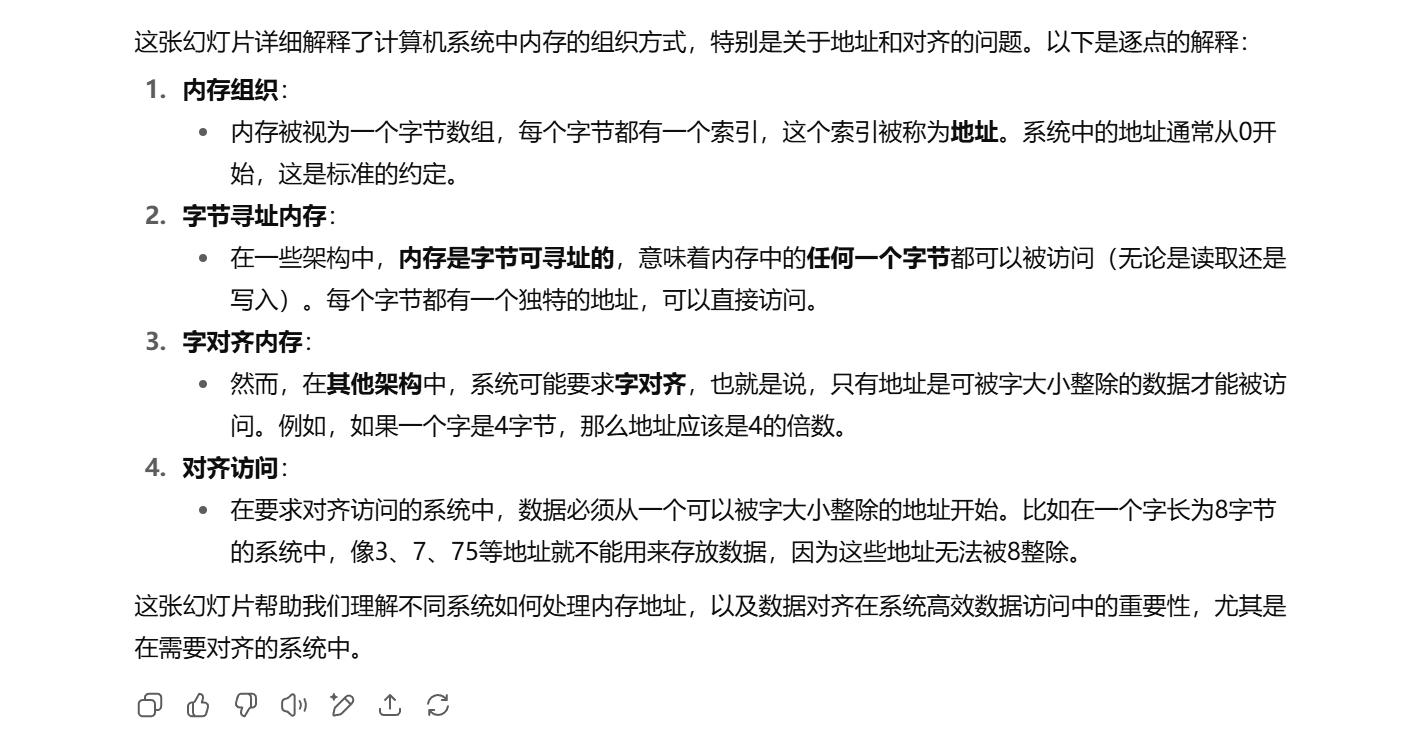 这张幻灯片详细解释了计算机系统中内存的组织方式，特别是关于地址和对齐的问题。以下是逐点的解释：
1. 内存组织：
• 内存被视为一个字节数组，每个字节都有一个索引，这个索引被称为地址。系统中的地址通常从0开
始，这是标准的约定。
2. 字节寻址内存：
• 在一些架构中，内存是字节可寻址的，意味着内存中的任何一个字节都可以被访问（无论是读取还是
写入）。每个字节都有一个独特的地址，可以直接访问。
3. 字对齐内存：
• 然而，在其他架构中，系统可能要求字对齐，也就是说，只有地址是可被字大小整除的数据才能被访
问。例如，如果一个字是4字节，那么地址应该是4的倍数。
4. 对齐访问：
• 在要求对齐访问的系统中，数据必须从一个可以被字大小整除的地址开始。比如在一个字长为8字节
的系统中，像3、7、75等地址就不能用来存放数据，因为这些地址无法被8整除。
这张幻灯片帮助我们理解不同系统如何处理内存地址，以及数据对齐在系统高效数据访问中的重要性，尤其是
在需要对齐的系统中。